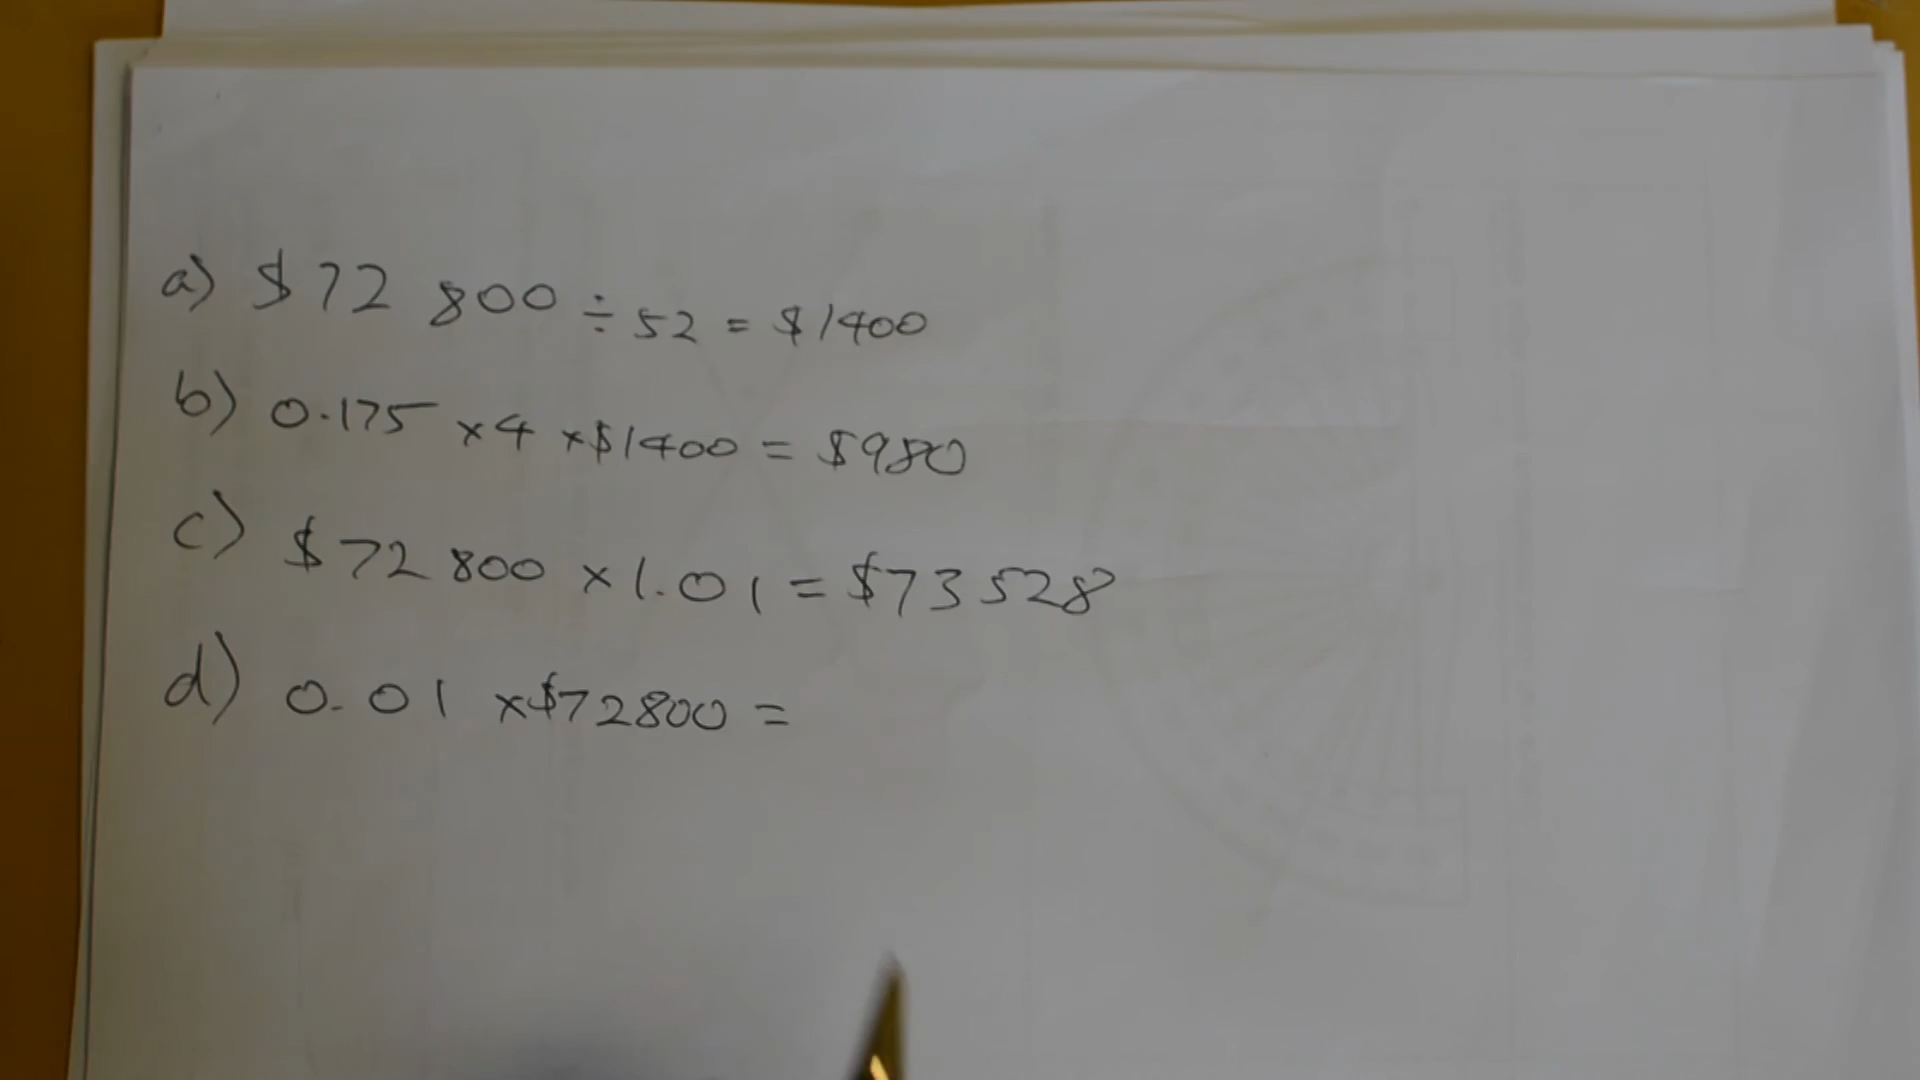 a) $72 800 ÷ 52 = $1400
b) 0.175 × 4 × $1400 = $980
c) $72 800 × 1.01 = $73 528
d) 0.01 × $72800 =